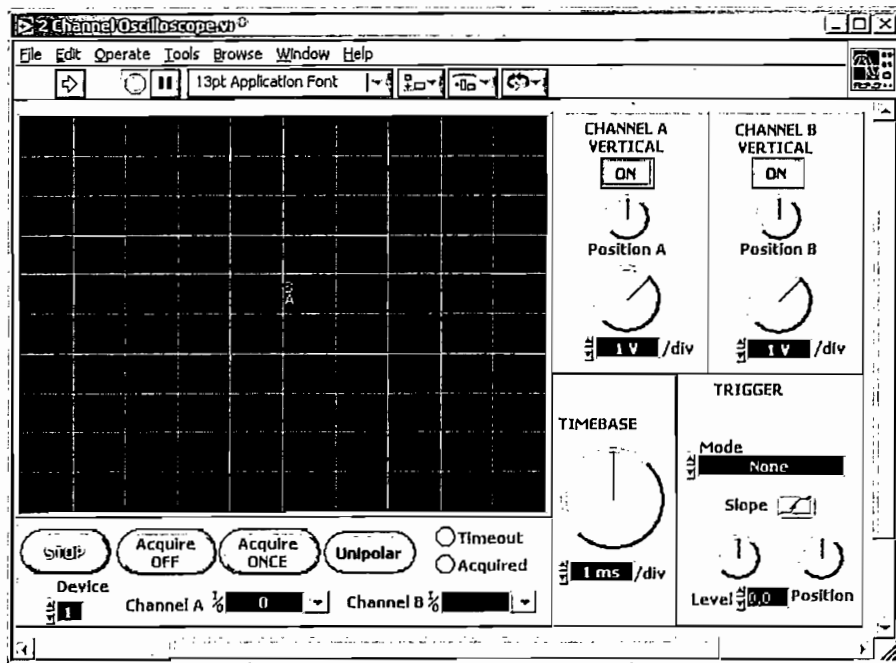 2 Channel Oscilloscope.vi *
File Edit Operate Tools Browse Window Help
13pt Application Font
CHANNEL A
VERTICAL
ON
Position A
1 V /div
CHANNEL B
VERTICAL
ON
Position B
1 V /div
TIMEBASE
1 ms /div
TRIGGER
Mode
None
Slope
Level 0,0 Position
STOP
Acquire
OFF
Acquire
ONCE
Unipolar
Timeout
Acquired
Device
1
Channel A 0
Channel B